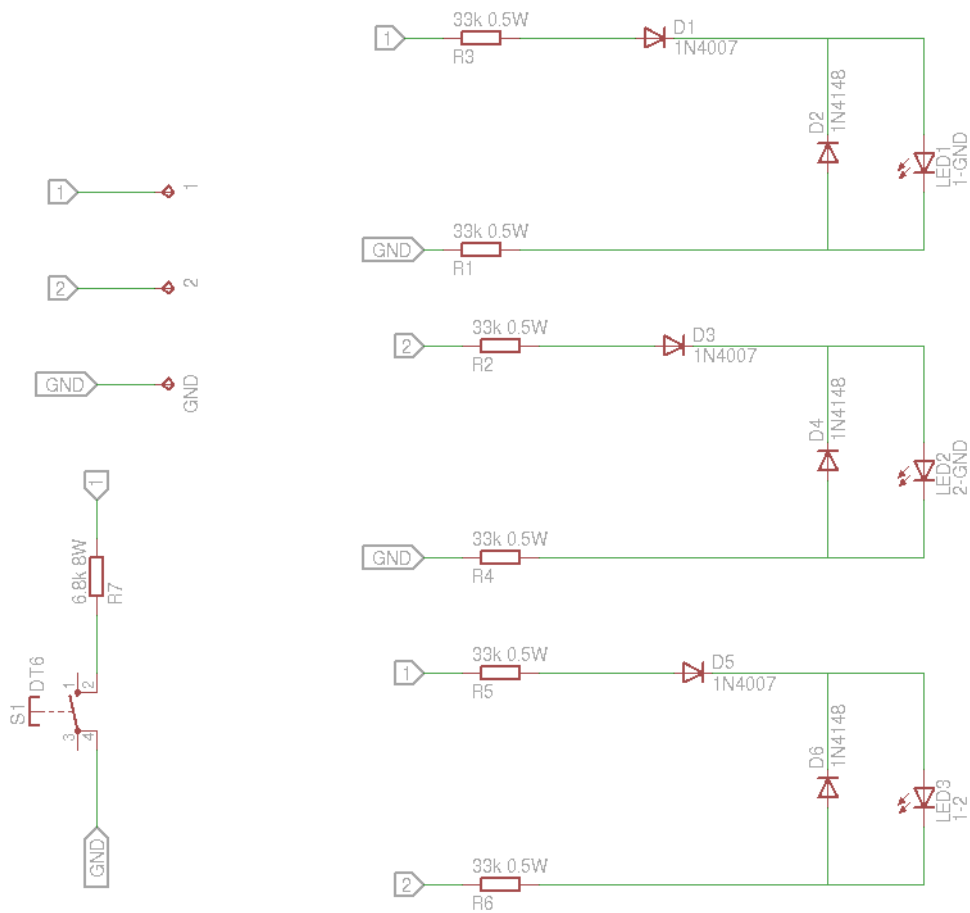 1
1
2
2
GND
GND
1
6.8k 8W
R7
S1
DT6
1
2
3
4
GND
1
33k 0.5W
R3
D1
1N4007
D2
1N4148
LED1
1-GND
GND
33k 0.5W
R1
2
33k 0.5W
R2
D3
1N4007
D4
1N4148
LED2
2-GND
GND
33k 0.5W
R4
1
33k 0.5W
R5
D5
1N4007
D6
1N4148
LED3
1-2
2
33k 0.5W
R6